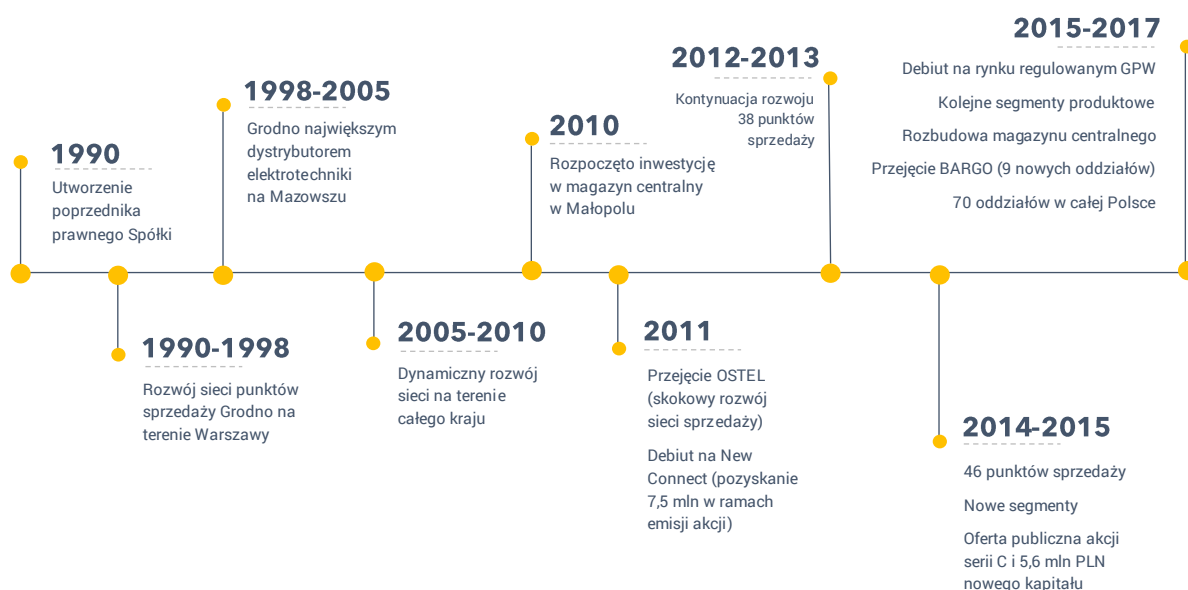 1990
Utworzenie
poprzednika
prawnego Spółki
1990-1998
Rozwój sieci punktów
sprzedaży Grodno na
terenie Warszawy
1998-2005
Grodno największym
dystrybutorem
elektrotechniki
na Mazowszu
2005-2010
Dynamiczny rozwój
sieci na terenie
całego kraju
2010
Rozpoczęto inwestycję
w magazyn centralny
w Małopolu
2011
Przejęcie OSTEL
(skokowy rozwój
sieci sprzedaży)
Debiut na New
Connect (pozyskanie
7,5 mln w ramach
emisji akcji)
2012-2013
Kontynuacja rozwoju
38 punktów
sprzedaży
2014-2015
46 punktów sprzedaży
Nowe segmenty
Oferta publiczna akcji
serii C i 5,6 mln PLN
nowego kapitału
2015-2017
Debiut na rynku regulowanym GPW
Kolejne segmenty produktowe
Rozbudowa magazynu centralnego
Przejęcie BARGO (9 nowych oddziałów)
70 oddziałów w całej Polsce